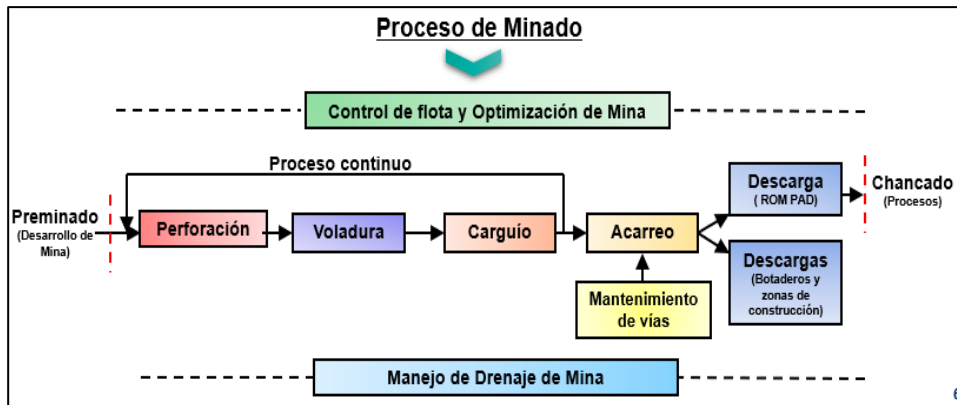 Proceso de Minado
Control de flota y Optimización de Mina
Proceso continuo
Preminado
(Desarrollo de
Mina)
Perforación
Voladura
Carguío
Acarreo
Mantenimiento
de vías
Descarga
( ROM PAD)
Descargas
(Botaderos y
zonas de
construcción)
Chancado
(Procesos)
Manejo de Drenaje de Mina